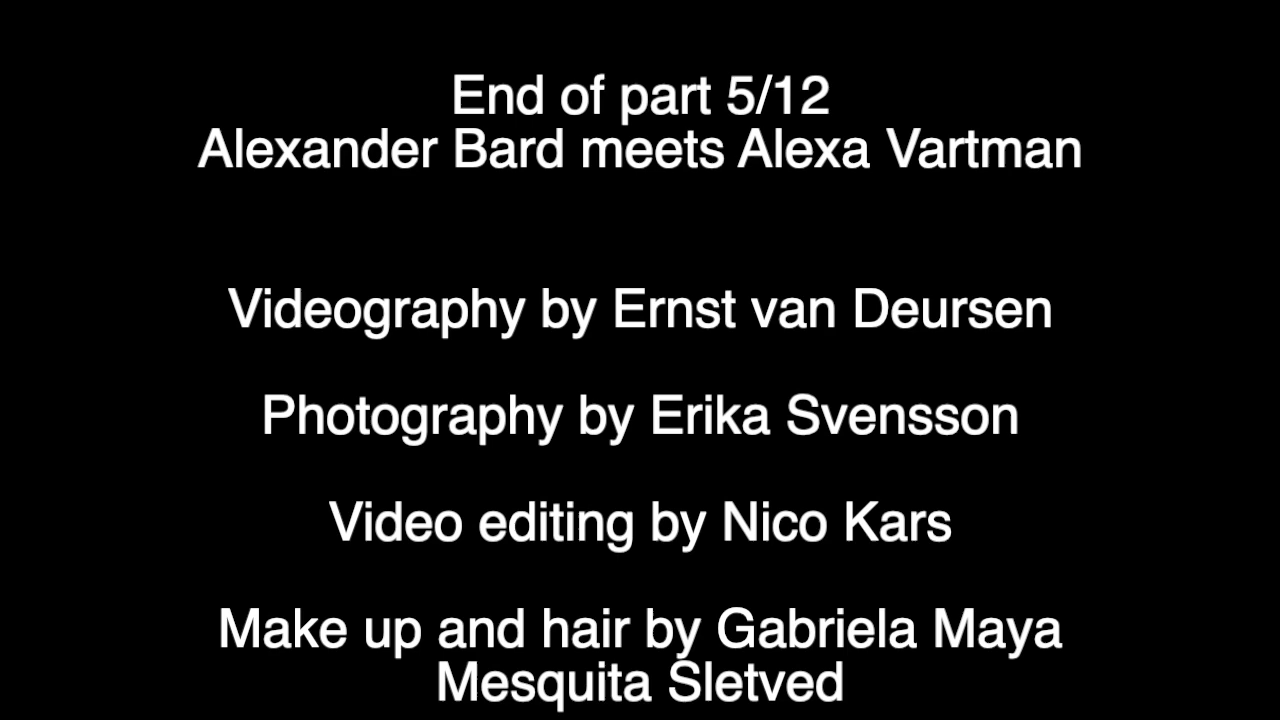 End of part 5/12
Alexander Bard meets Alexa Vartman
Videography by Ernst van Deursen
Photography by Erika Svensson
Video editing by Nico Kars
Make up and hair by Gabriela Maya
Mesquita Sletved